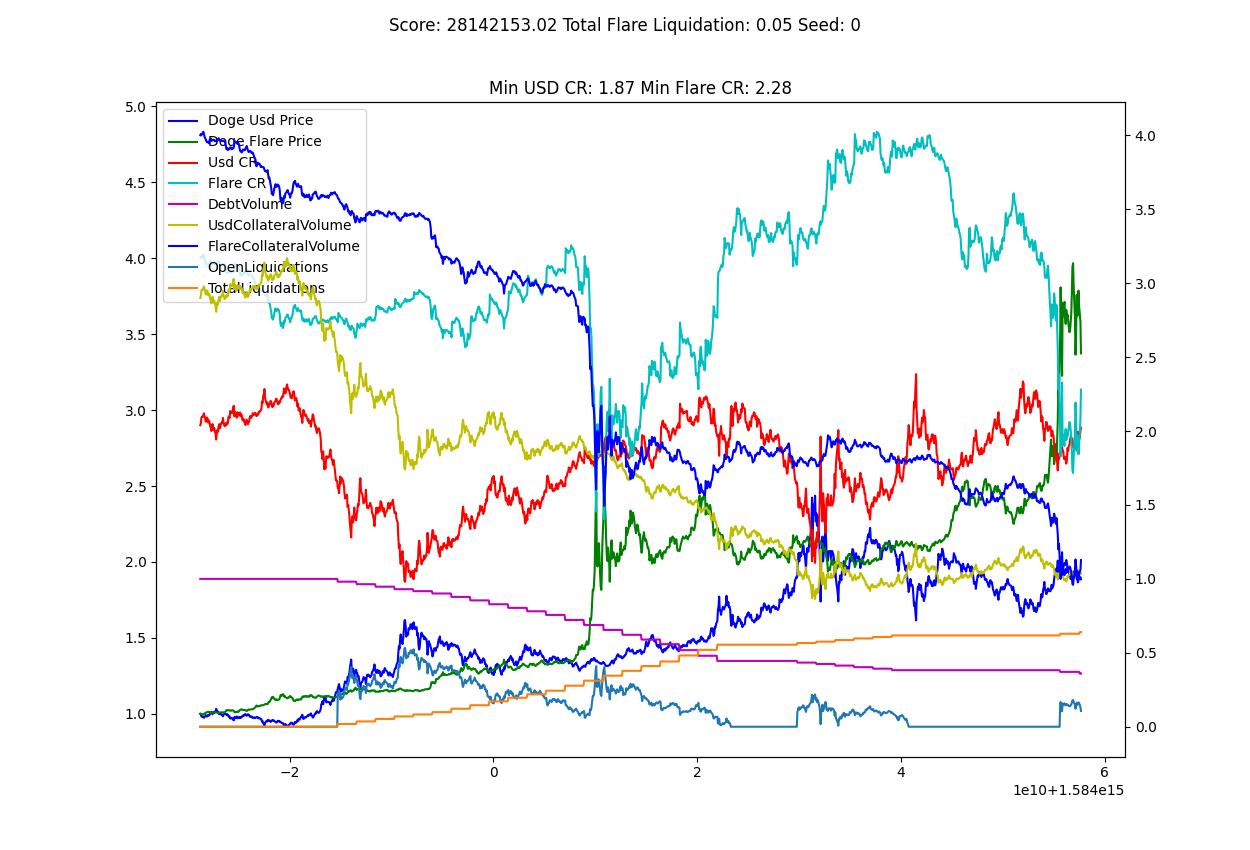 Score: 28142153.02 Total Flare Liquidation: 0.05 Seed: 0
Min USD CR: 1.87 Min Flare CR: 2.28
5.0
4.5
4.0
3.5
3.0
2.5
2.0
1.5
1.0
Doge Usd Price
Doge Flare Price
Usd CR
Flare CR
DebtVolume
UsdCollateralVolume
FlareCollateralVolume
OpenLiquidations
TotalLiquidations
4.0
3.5
3.0
2.5
2.0
1.5
1.0
0.5
0.0
−2
0
2
4
6
1e10+1.584e15